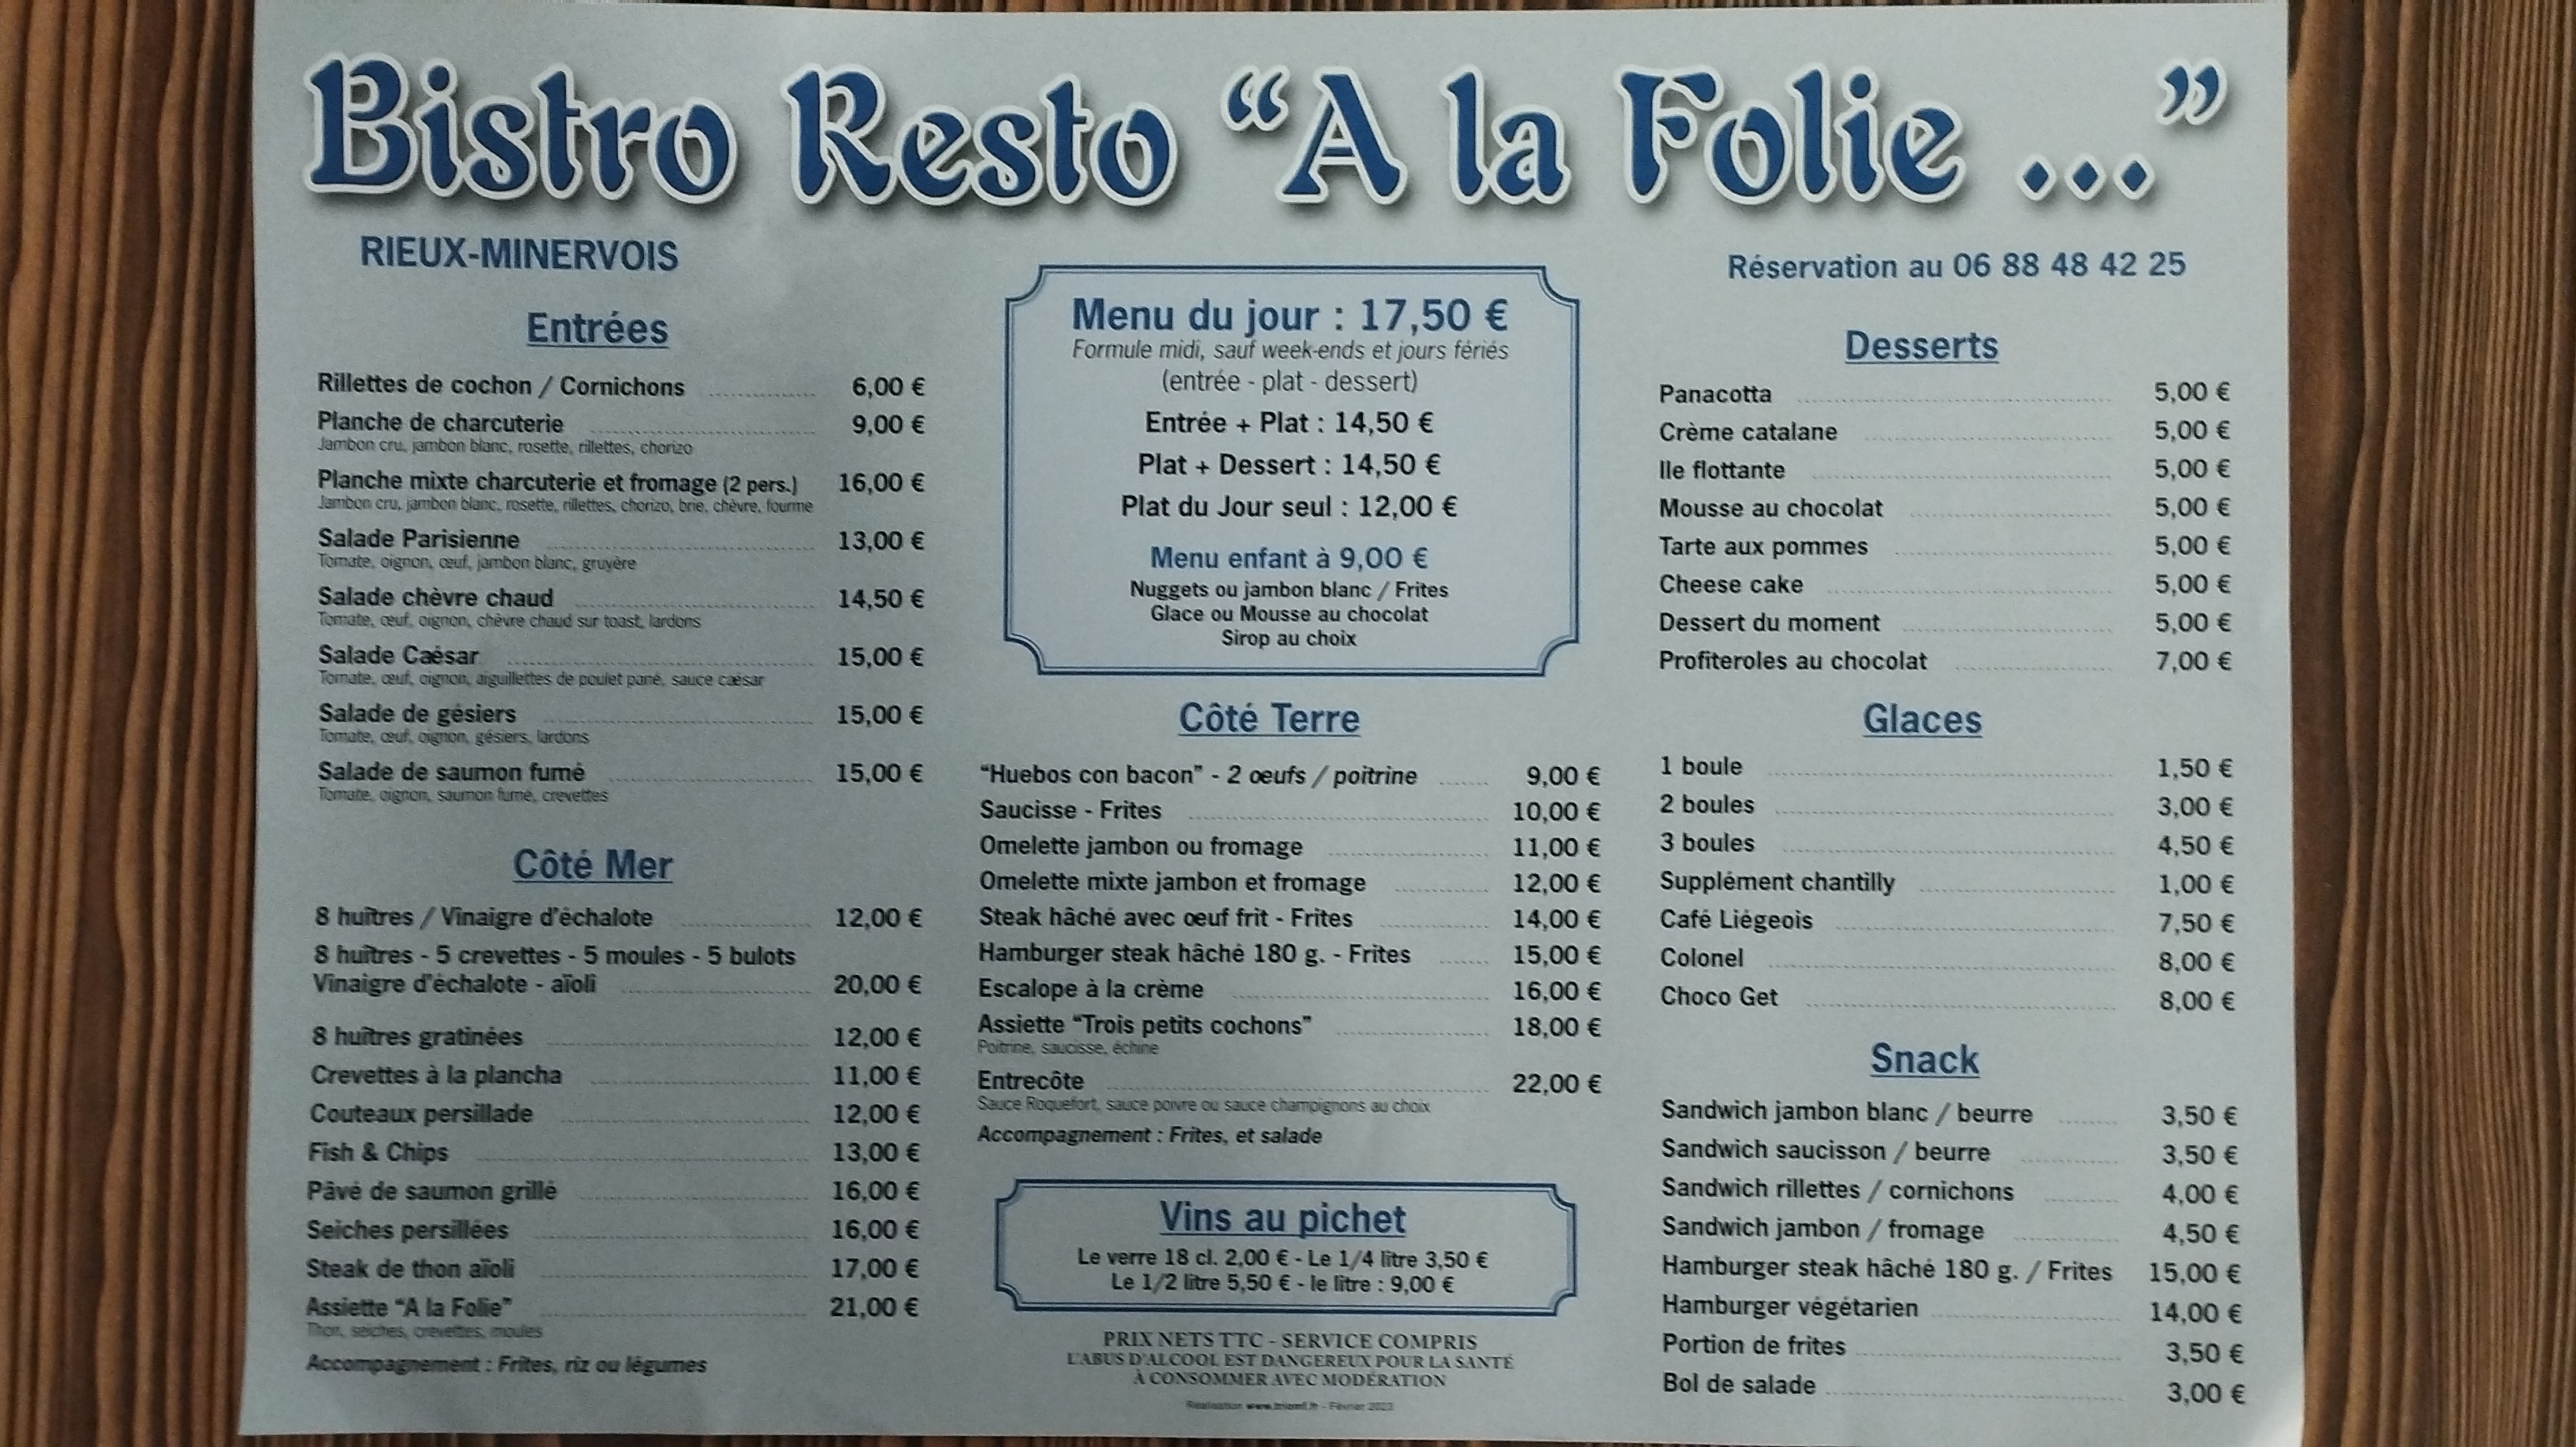 Bistro Resto “A la Folie ...”
RIEUX-MINERVOIS
Réservation au 06 88 48 42 25
Entrées
Rillettes de cochon / Cornichons 6,00 €
Planche de charcuterie 9,00 €
Jambon cru, jambon blanc, rosette, rillettes, chorizo
Planche mixte charcuterie et fromage (2 pers.) 16,00 €
Jambon cru, jambon blanc, rosette, rillettes, chorizo, brie, chèvre, fourme
Salade Parisienne 13,00 €
Tomate, oignon, œuf, jambon blanc, gruyère
Salade chèvre chaud 14,50 €
Tomate, œuf, oignon, chèvre chaud sur toast, lardons
Salade Caésar 15,00 €
Tomate, œuf, oignon, aiguillettes de poulet pané, sauce caésar
Salade de gésiers 15,00 €
Tomate, œuf, oignon, gésiers, lardons
Salade de saumon fumé 15,00 €
Tomate, oignon, saumon fumé, crevettes
Côté Mer
8 huîtres / Vinaigre d'échalote 12,00 €
8 huîtres - 5 crevettes - 5 moules - 5 bulots
Vinaigre d'échalote - aïoli 20,00 €
8 huîtres gratinées 12,00 €
Crevettes à la plancha 11,00 €
Couteaux persillade 12,00 €
Fish & Chips 13,00 €
Pâvé de saumon grillé 16,00 €
Seiches persillées 16,00 €
Steak de thon aïoli 17,00 €
Assiette “A la Folie” 21,00 €
Thon, seiches, crevettes, moules
Accompagnement : Frites, riz ou légumes
Menu du jour : 17,50 €
Formule midi, sauf week-ends et jours fériés
(entrée - plat - dessert)
Entrée + Plat : 14,50 €
Plat + Dessert : 14,50 €
Plat du Jour seul : 12,00 €
Menu enfant à 9,00 €
Nuggets ou jambon blanc / Frites
Glace ou Mousse au chocolat
Sirop au choix
Côté Terre
“Huebos con bacon” - 2 oeufs / poitrine 9,00 €
Saucisse - Frites 10,00 €
Omelette jambon ou fromage 11,00 €
Omelette mixte jambon et fromage 12,00 €
Steak hâché avec œuf frit - Frites 14,00 €
Hamburger steak hâché 180 g. - Frites 15,00 €
Escalope à la crème 16,00 €
Assiette “Trois petits cochons” 18,00 €
Poitrine, saucisse, échine
Entrecôte 22,00 €
Sauce Roquefort, sauce poivre ou sauce champignons au choix
Accompagnement : Frites, et salade
Vins au pichet
Le verre 18 cl. 2,00 € - Le 1/4 litre 3,50 €
Le 1/2 litre 5,50 € - le litre : 9,00 €
PRIX NETS TTC - SERVICE COMPRIS
L'ABUS D'ALCOOL EST DANGEREUX POUR LA SANTÉ
À CONSOMMER AVEC MODÉRATION
Réalisation - Février 2023
Desserts
Panacotta 5,00 €
Crème catalane 5,00 €
Ile flottante 5,00 €
Mousse au chocolat 5,00 €
Tarte aux pommes 5,00 €
Cheese cake 5,00 €
Dessert du moment 5,00 €
Profiteroles au chocolat 7,00 €
Glaces
1 boule 1,50 €
2 boules 3,00 €
3 boules 4,50 €
Supplément chantilly 1,00 €
Café Liégeois 7,50 €
Colonel 8,00 €
Choco Get 8,00 €
Snack
Sandwich jambon blanc / beurre 3,50 €
Sandwich saucisson / beurre 3,50 €
Sandwich rillettes / cornichons 4,00 €
Sandwich jambon / fromage 4,50 €
Hamburger steak hâché 180 g. / Frites 15,00 €
Hamburger végétarien 14,00 €
Portion de frites 3,50 €
Bol de salade 3,00 €